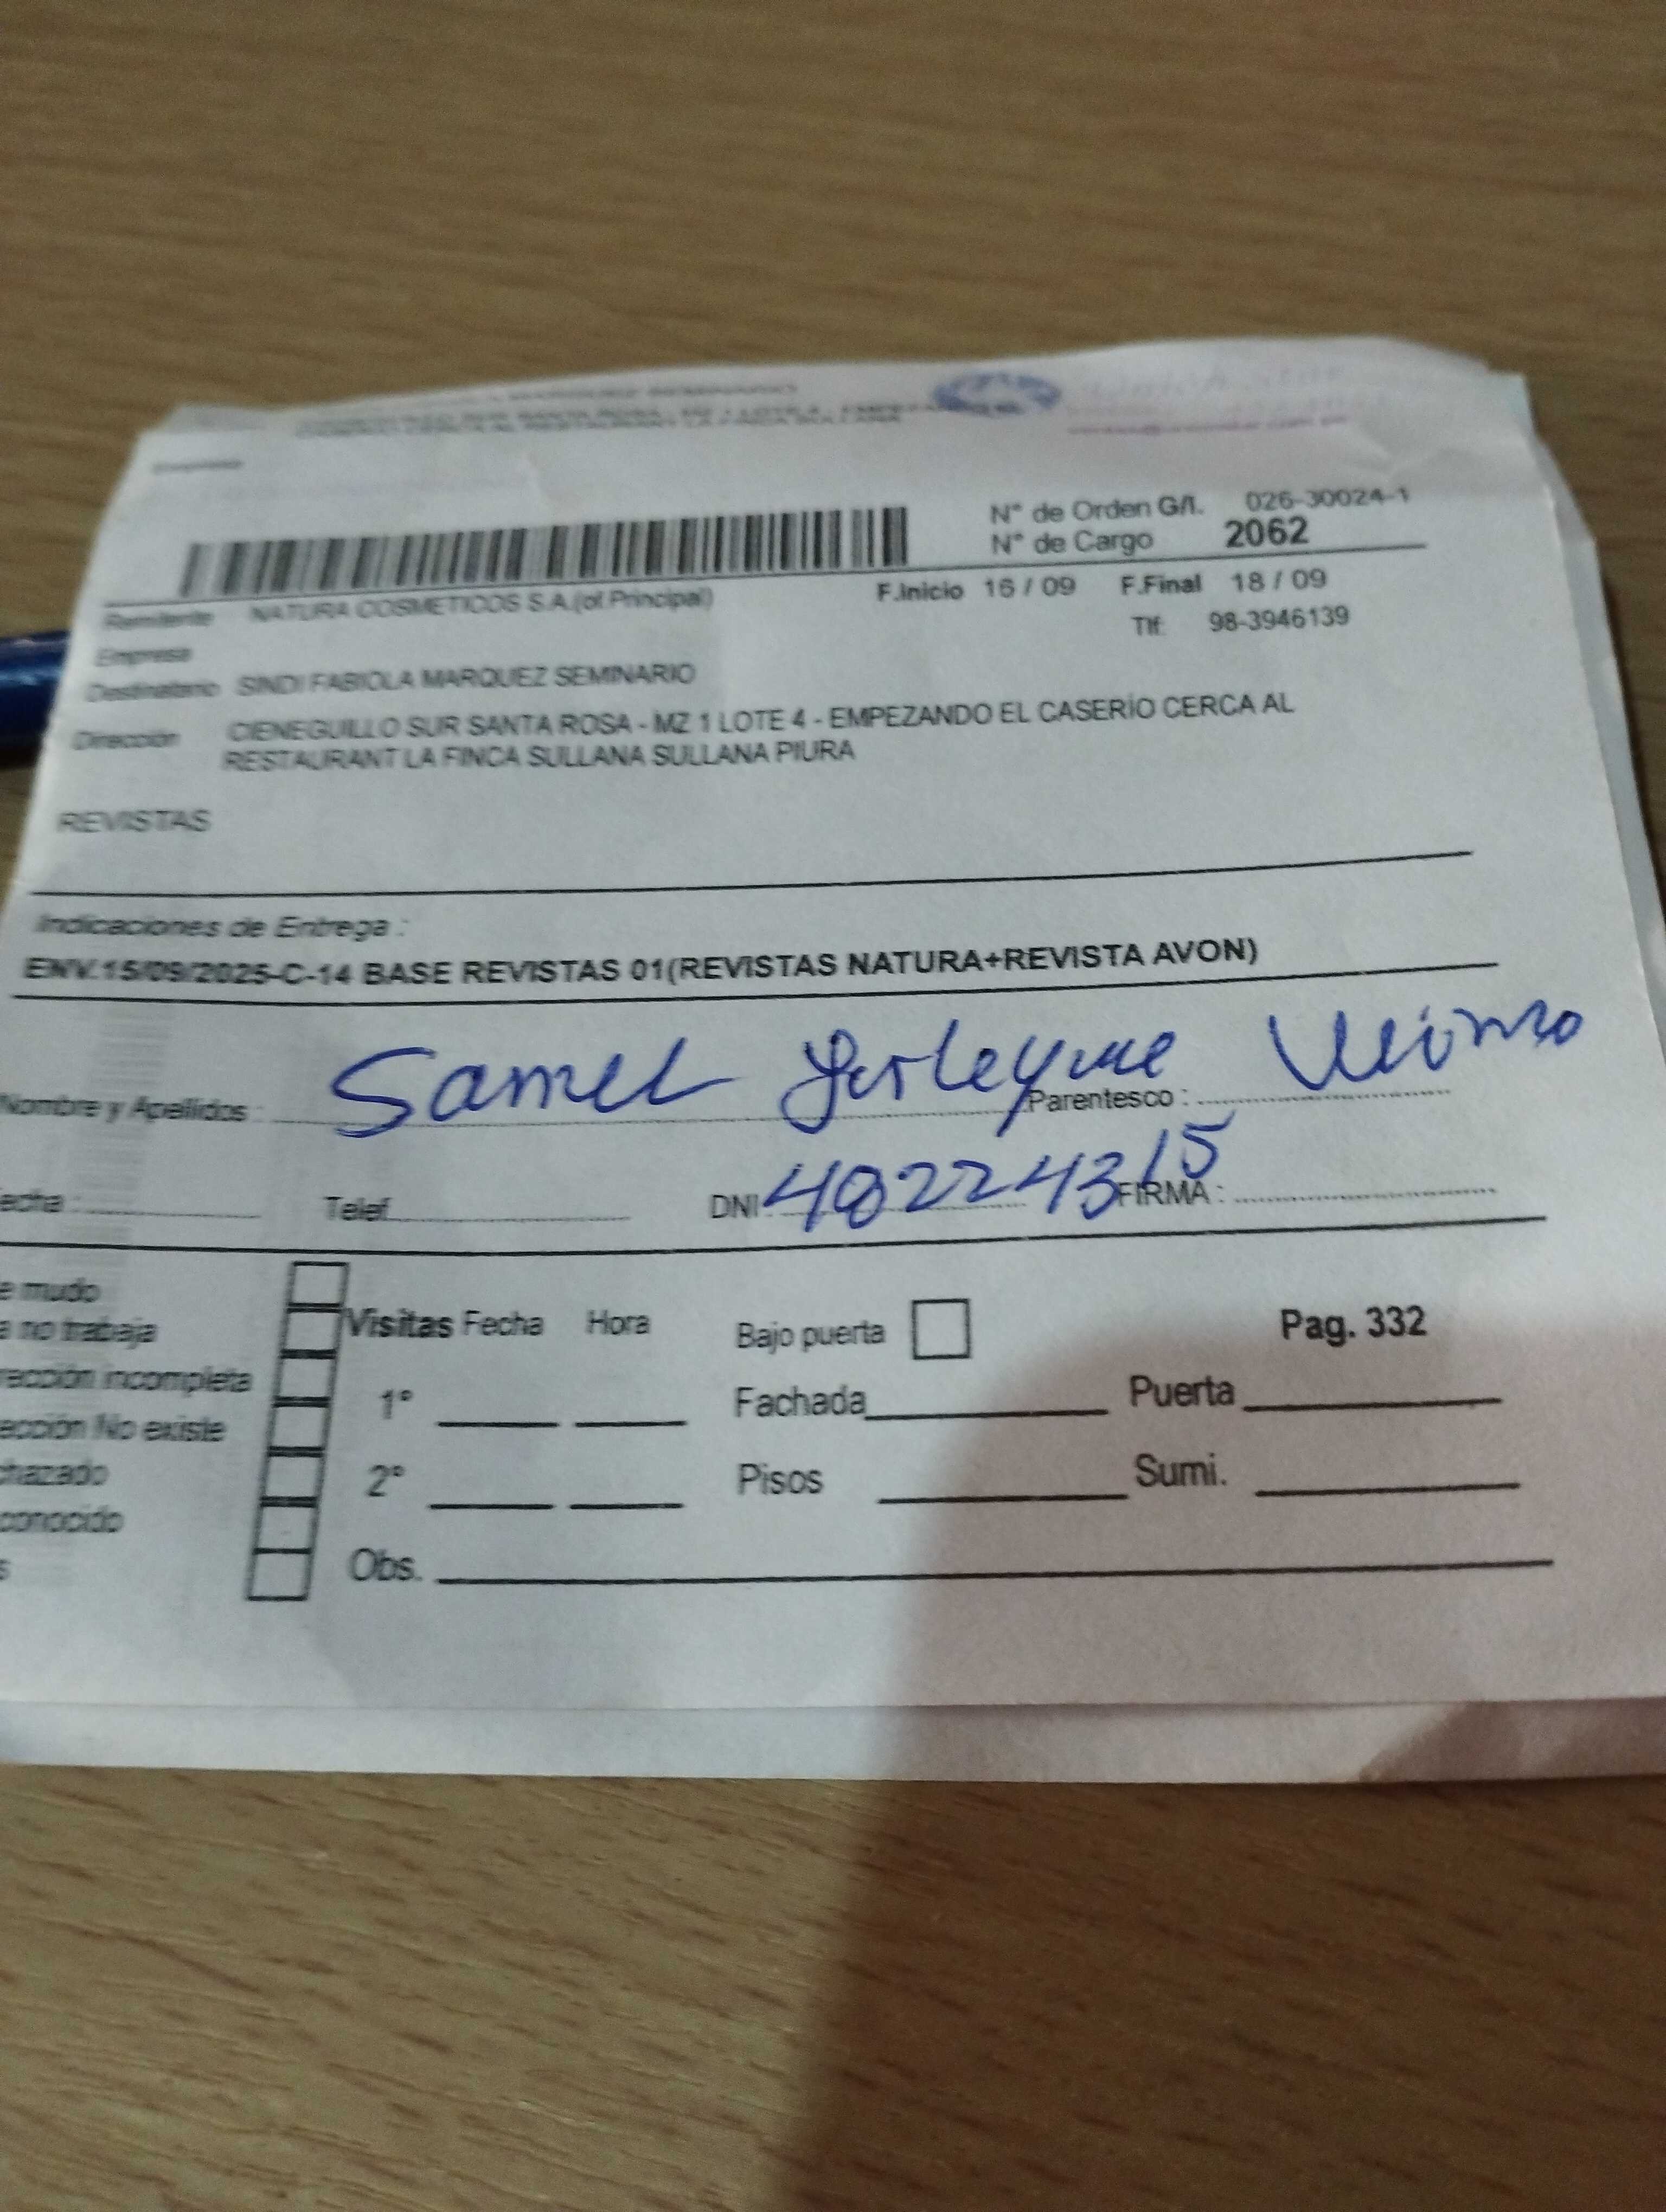 N° de Orden G/I. 026-30024-1
N° de Cargo 2062
Remitente NATURA COSMETICOS S.A.(of.Principal) F.Inicio 16 / 09 F.Final 18 / 09
Empresa Tlf: 98-3946139
Destinatario SINDI FABIOLA MARQUEZ SEMINARIO
Dirección CIENEGUILLO SUR SANTA ROSA - MZ 1 LOTE 4 - EMPEZANDO EL CASERIO CERCA AL
RESTAURANT LA FINCA SULLANA SULLANA PIURA
REVISTAS
Indicaciones de Entrega :
ENV.15/09/2025-C-14 BASE REVISTAS 01(REVISTAS NATURA+REVISTA AVON)
Nombre y Apellidos : Samel Parentesco :
echa : Telef. DNI: 48224315 FIRMA :
e mudo
a no trabaja Visitas Fecha Hora Bajo puerta Pag. 332
rección incompleta 1° Fachada Puerta
ección No existe
chazado 2° Pisos Sumi.
conocido
s Obs.